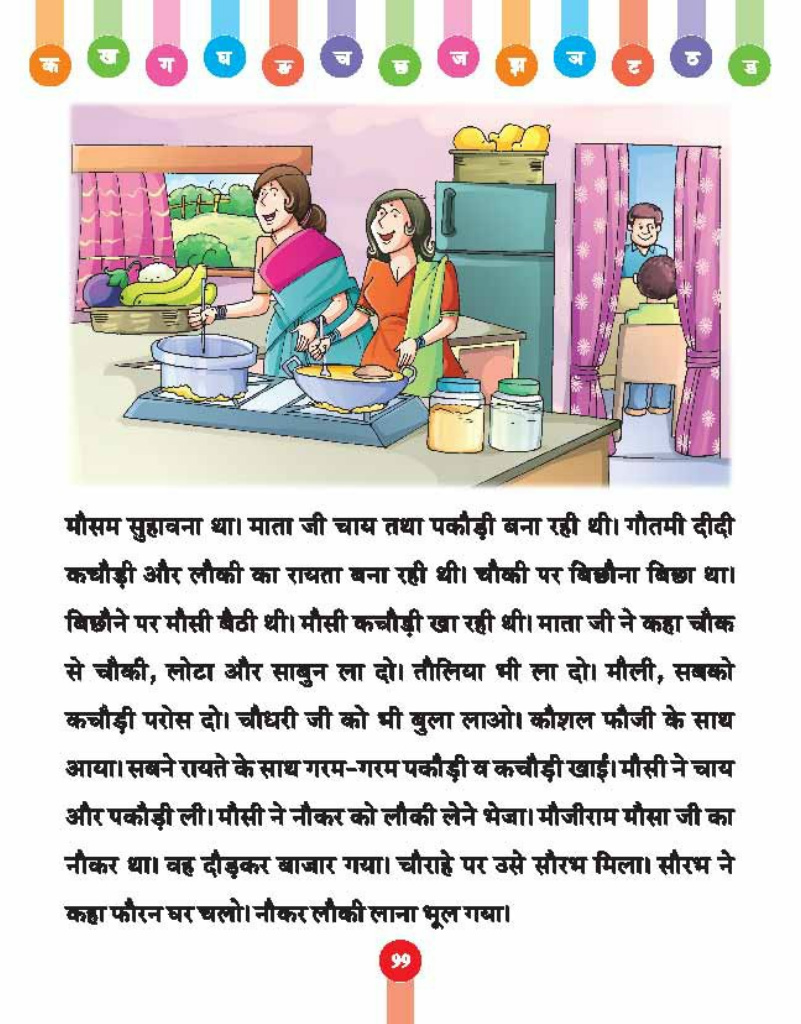 क ख ग घ ङ च छ ज झ ञ ट ठ ड
मौसम सुहावना था। माता जी चाय तथा पकौड़ी बना रही थी। गौतमी दीदी
कचौड़ी और लौकी का रायता बना रही थी। चौकी पर बिछौना बिछा था।
बिछौने पर मौसी बैठी थी। मौसी कचौड़ी खा रही थी। माता जी ने कहा चौक
से चौकी, लोटा और साबुन ला दो। तौलिया भी ला दो। मौली, सबको
कचौड़ी परोस दो। चौधरी जी को भी बुला लाओ। कौशल फौजी के साथ
आया। सबने रायते के साथ गरम-गरम पकौड़ी व कचौड़ी खाई। मौसी ने चाय
और पकौड़ी ली। मौसी ने नौकर को लौकी लेने भेजा। मौजीराम मौसा जी का
नौकर था। वह दौड़कर बाजार गया। चौराहे पर उसे सौरभ मिला। सौरभ ने
कहा फौरन घर चलो। नौकर लौकी लाना भूल गया।
99